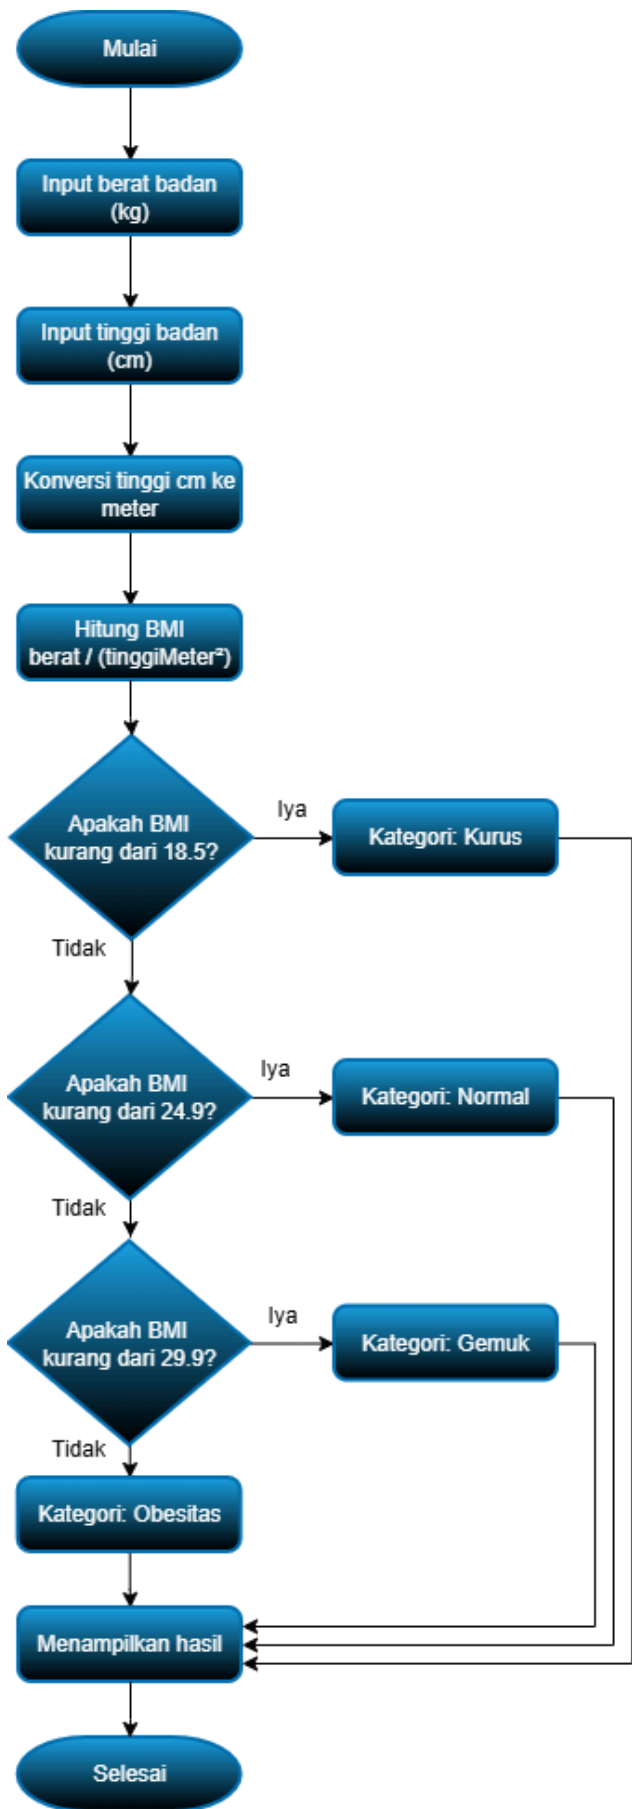 Mulai
Input berat badan
(kg)
Input tinggi badan
(cm)
Konversi tinggi cm ke
meter
Hitung BMI
berat / (tinggiMeter²)
Apakah BMI
kurang dari 18.5?
Iya
Kategori: Kurus
Tidak
Apakah BMI
kurang dari 24.9?
Iya
Kategori: Normal
Tidak
Apakah BMI
kurang dari 29.9?
Iya
Kategori: Gemuk
Tidak
Kategori: Obesitas
Menampilkan hasil
Selesai